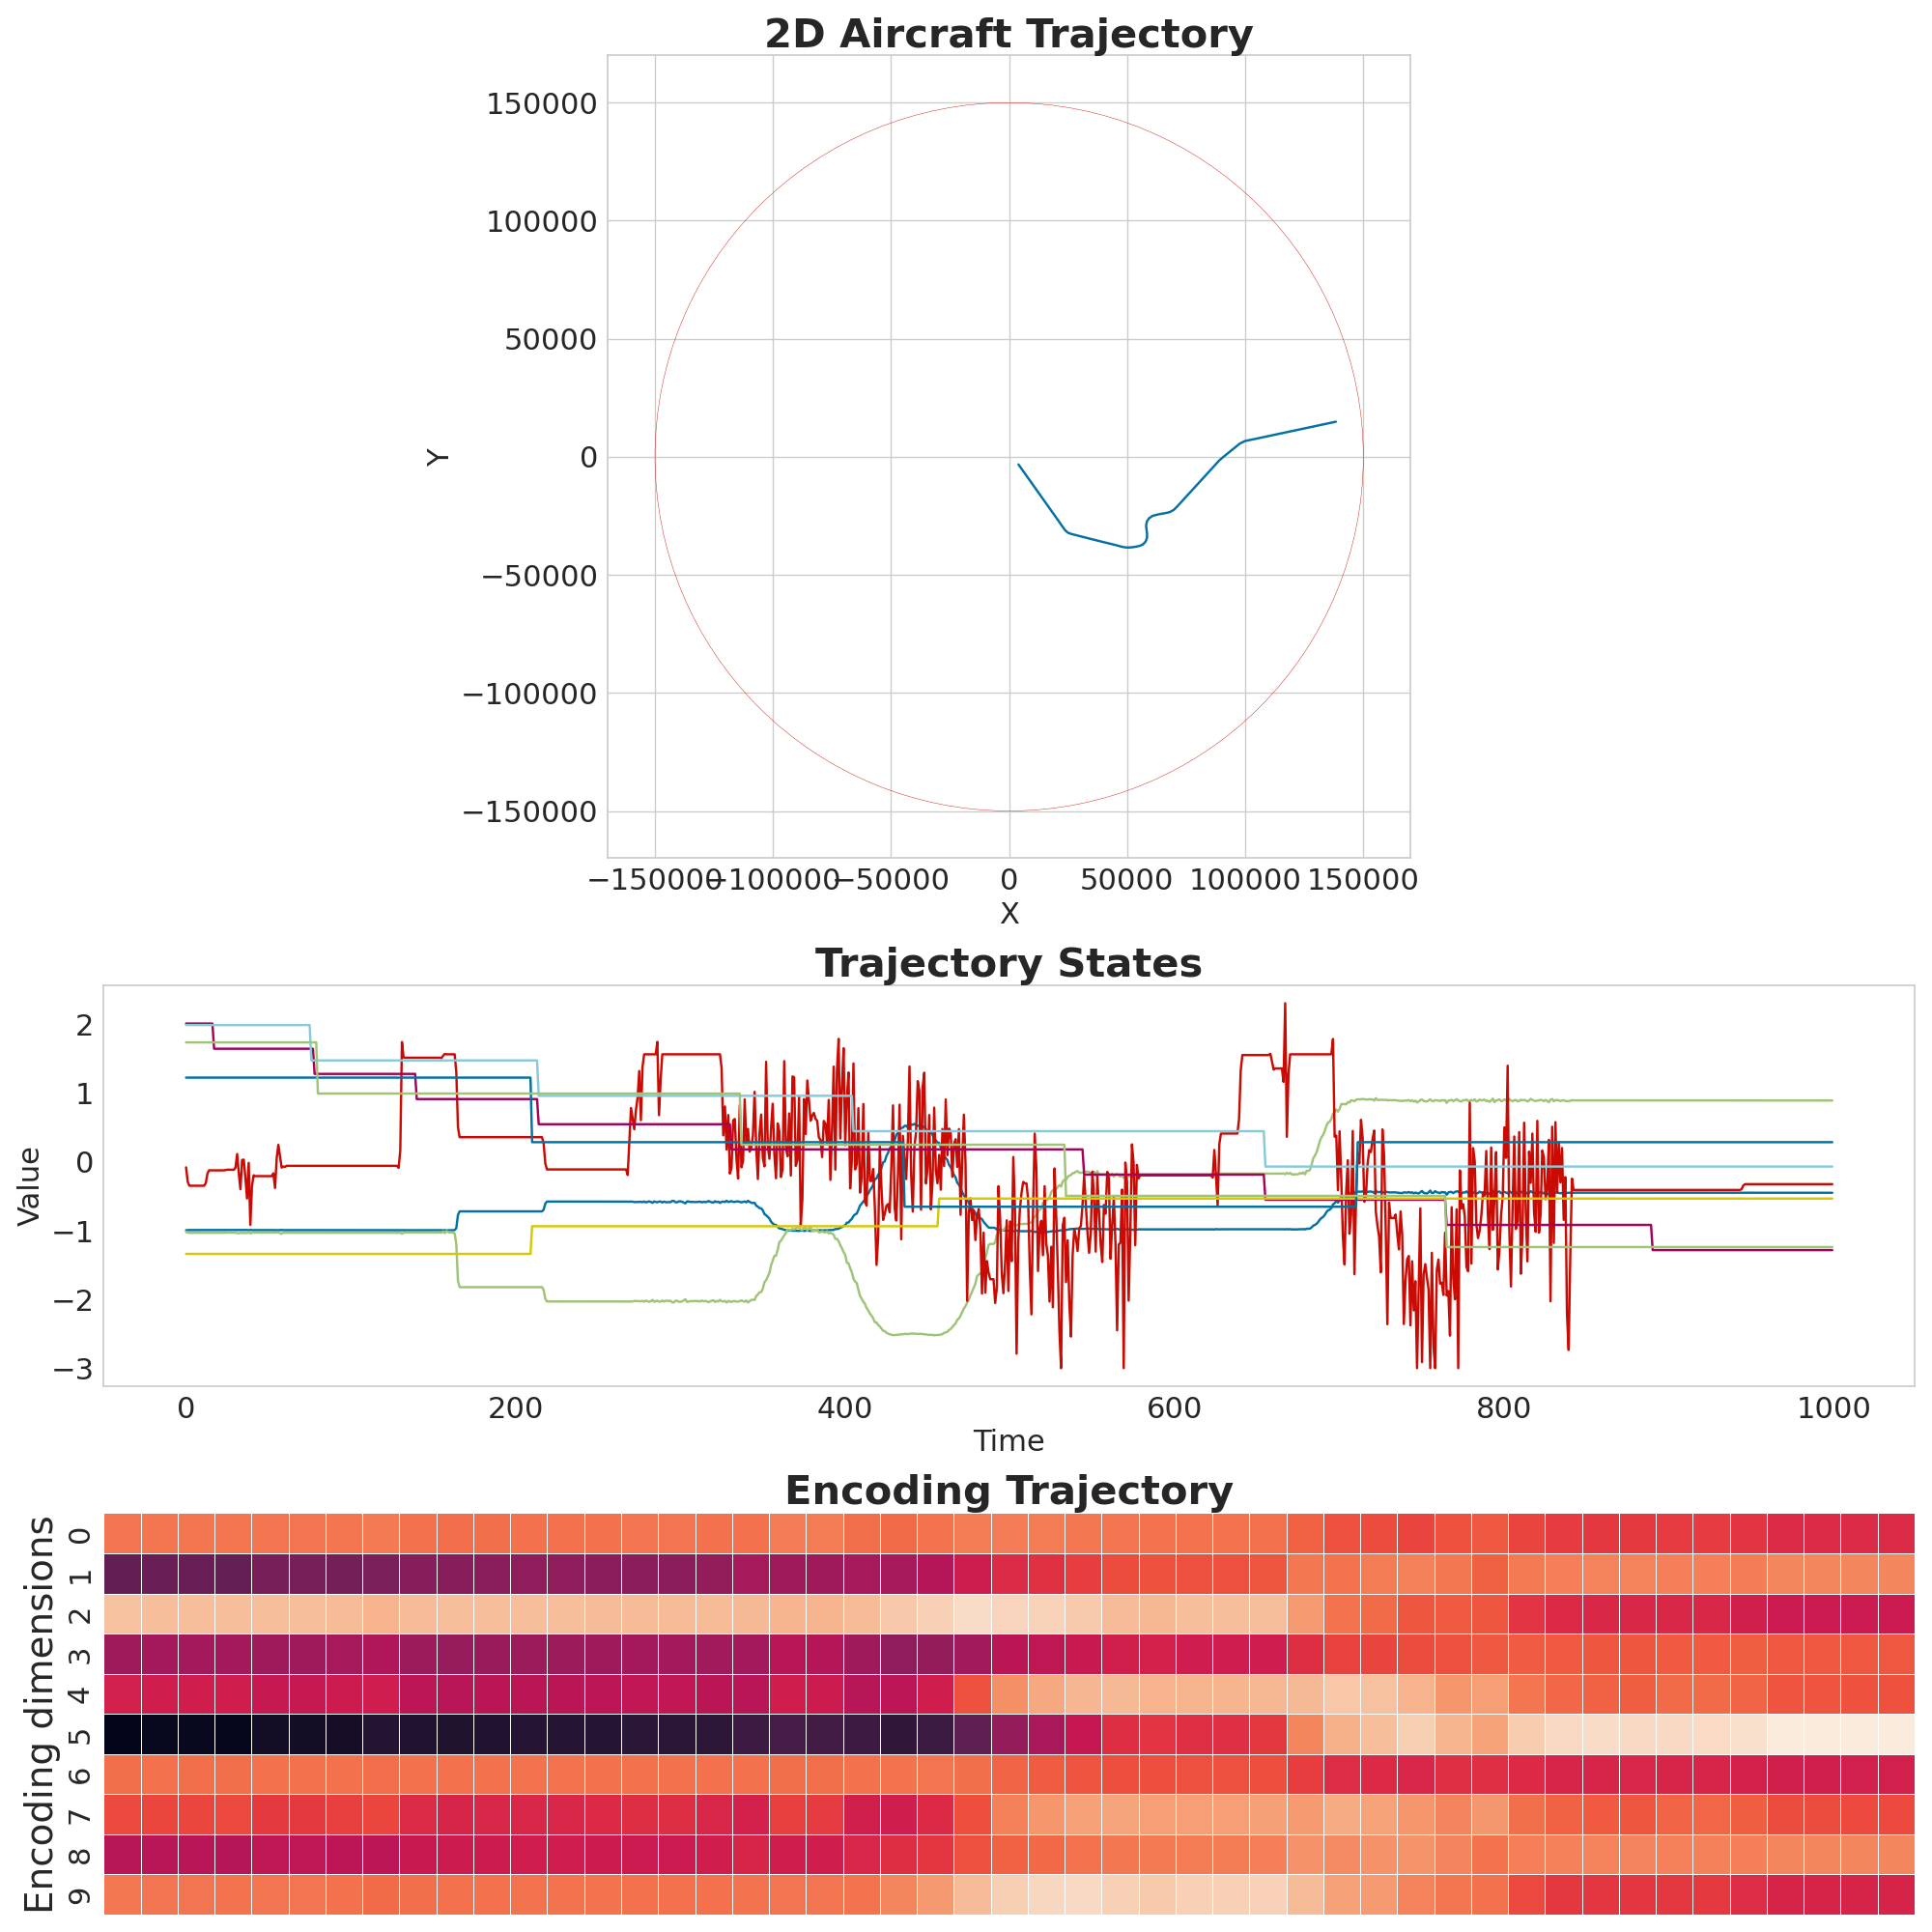 2D Aircraft Trajectory
150000
100000
50000
0
−50000
−100000
−150000
Y
−150000 −100000 −50000 0 50000 100000 150000
X
Trajectory States
2
1
0
−1
−2
−3
Value
0 200 400 600 800 1000
Time
Encoding Trajectory
Encoding dimensions
0
1
2
3
4
5
6
7
8
9